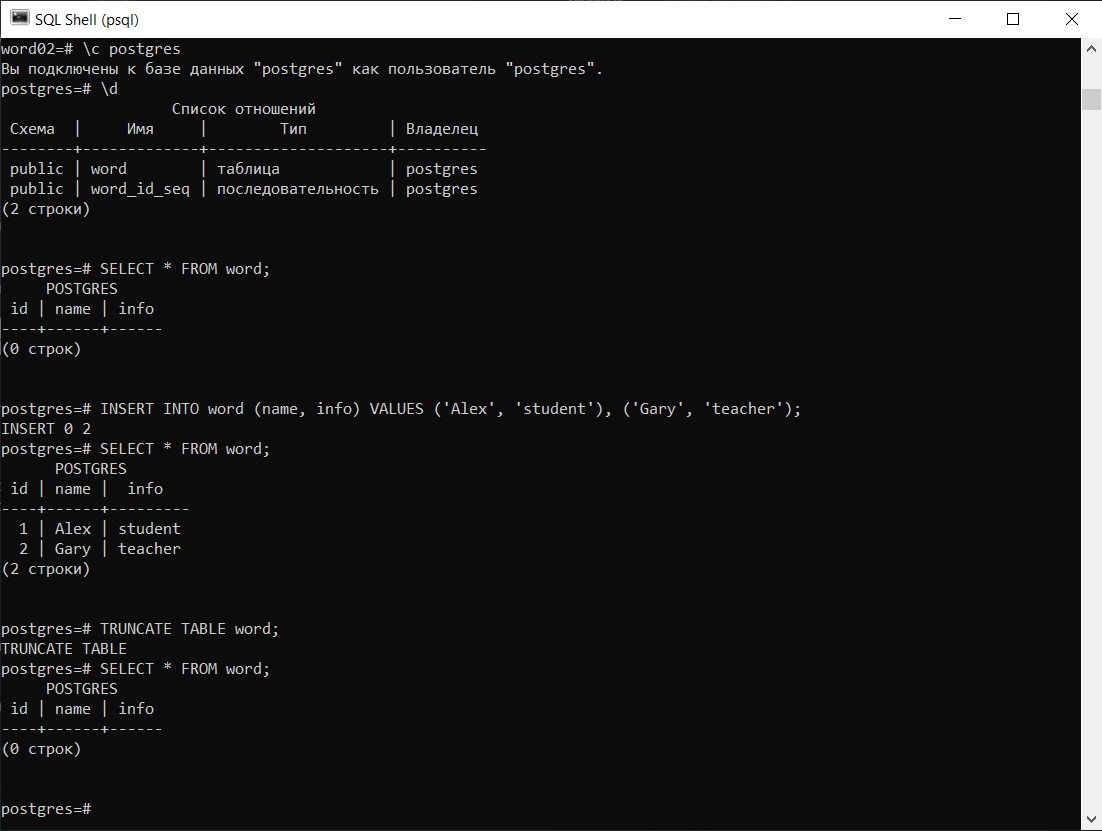 SQL Shell (psql)
word02=# \c postgres
Вы подключены к базе данных "postgres" как пользователь "postgres".
postgres=# \d
                   Список отношений
 Схема  |     Имя     |        Тип         | Владелец
--------+-------------+--------------------+----------
 public | word        | таблица            | postgres
 public | word_id_seq | последовательность | postgres
(2 строки)
postgres=# SELECT * FROM word;
     POSTGRES
 id | name | info
----+------+------
(0 строк)
postgres=# INSERT INTO word (name, info) VALUES ('Alex', 'student'), ('Gary', 'teacher');
INSERT 0 2
postgres=# SELECT * FROM word;
      POSTGRES
 id | name |  info
----+------+---------
  1 | Alex | student
  2 | Gary | teacher
(2 строки)
postgres=# TRUNCATE TABLE word;
TRUNCATE TABLE
postgres=# SELECT * FROM word;
     POSTGRES
 id | name | info
----+------+------
(0 строк)
postgres=#